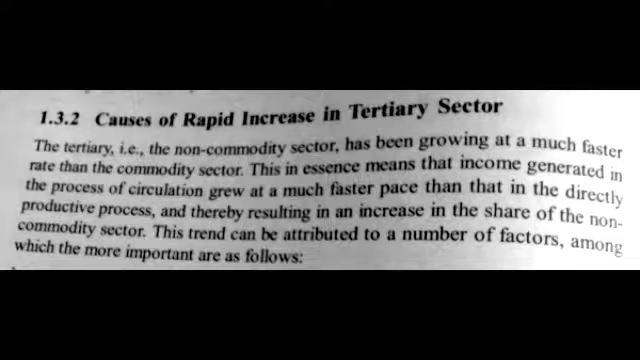 1.3.2 Causes of Rapid Increase in Tertiary Sector
The tertiary, i.e., the non-commodity sector, has been growing at a much faster
rate than the commodity sector. This in essence means that income generated in
the process of circulation grew at a much faster pace than that in the directly
productive process, and thereby resulting in an increase in the share of the non-
commodity sector. This trend can be attributed to a number of factors, among
which the more important are as follows: